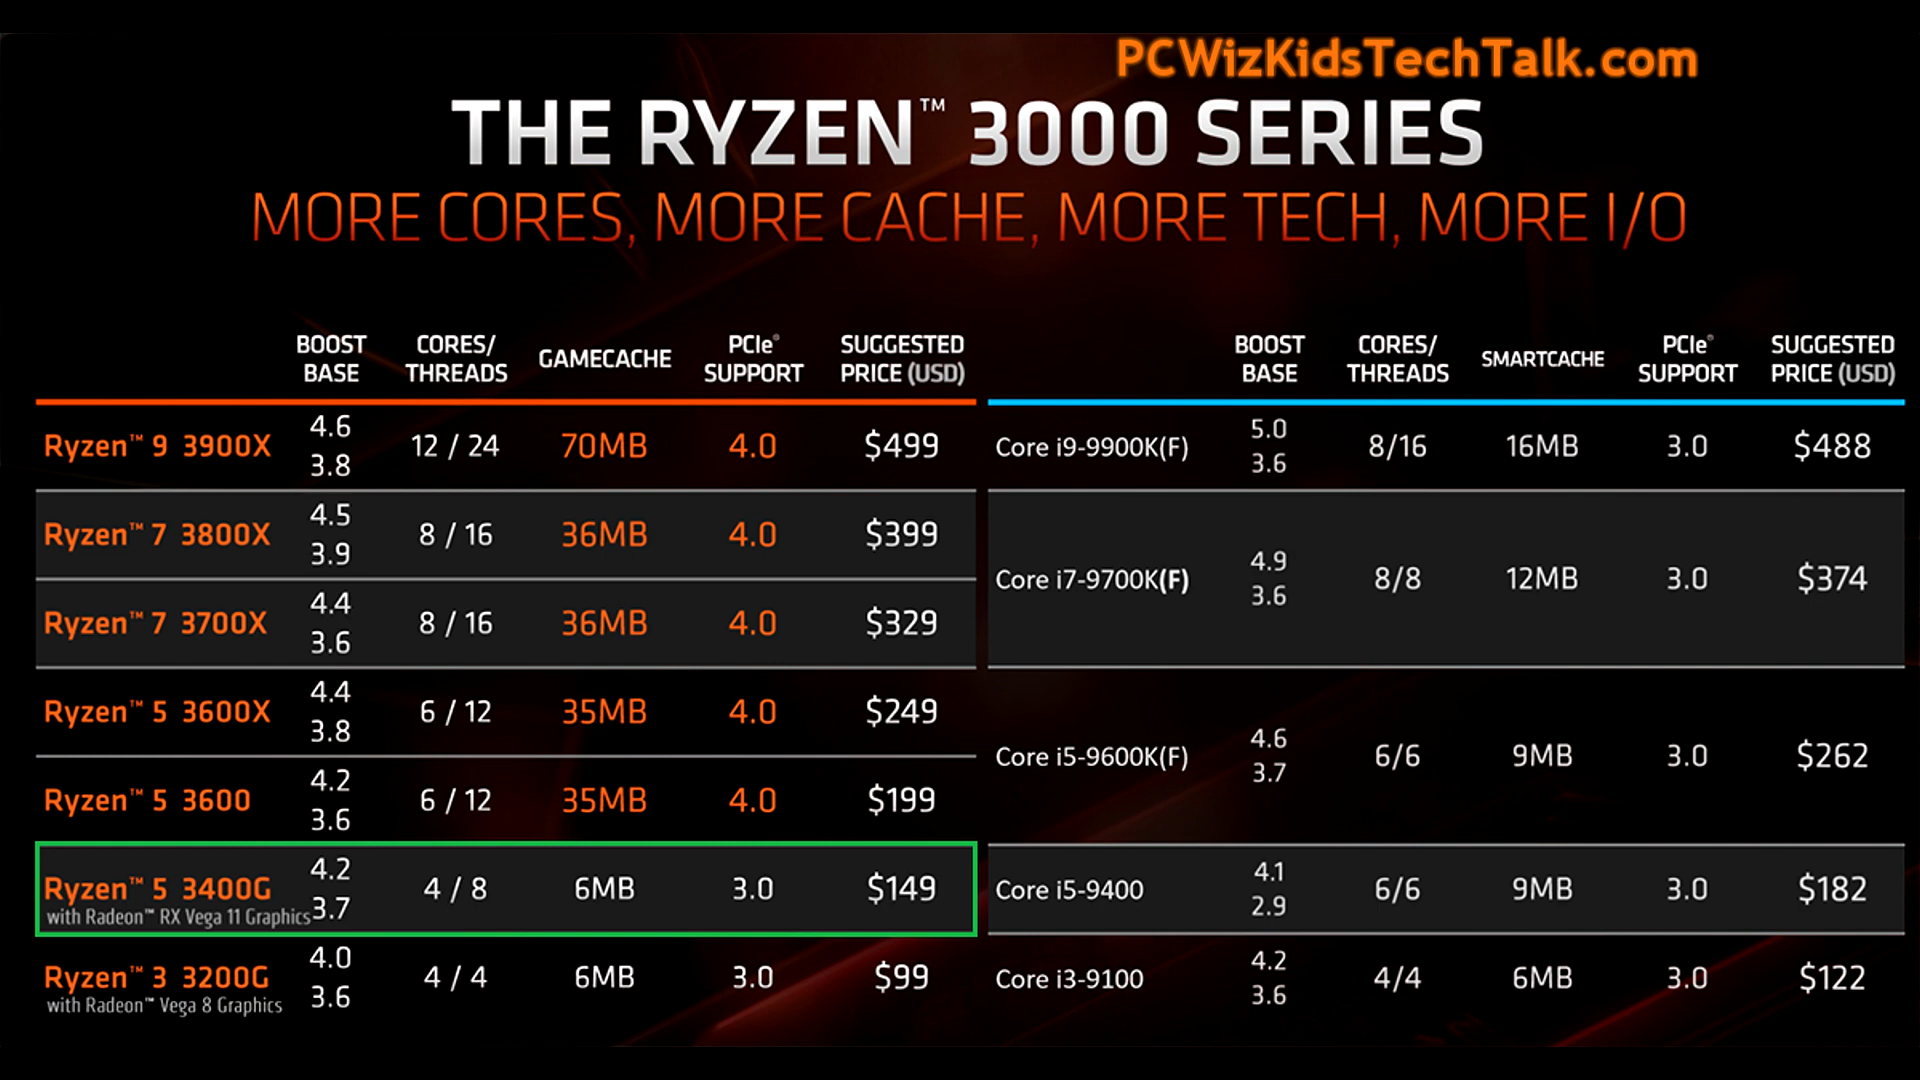 PCWizKidsTechTalk.com
THE RYZEN™ 3000 SERIES
MORE CORES, MORE CACHE, MORE TECH, MORE I/O
BOOST BASE CORES/ THREADS GAMECACHE PCIe® SUPPORT SUGGESTED PRICE (USD) BOOST BASE CORES/ THREADS SMARTCACHE PCIe® SUPPORT SUGGESTED PRICE (USD)
Ryzen™ 9 3900X 4.6 3.8 12 / 24 70MB 4.0 $499 Core i9-9900K(F) 5.0 3.6 8/16 16MB 3.0 $488
Ryzen™ 7 3800X 4.5 3.9 8 / 16 36MB 4.0 $399
Core i7-9700K(F) 4.9 3.6 8/8 12MB 3.0 $374
Ryzen™ 7 3700X 4.4 3.6 8 / 16 36MB 4.0 $329
Ryzen™ 5 3600X 4.4 3.8 6 / 12 35MB 4.0 $249
Core i5-9600K(F) 4.6 3.7 6/6 9MB 3.0 $262
Ryzen™ 5 3600 4.2 3.6 6 / 12 35MB 4.0 $199
Ryzen™ 5 3400G 4.2 3.7 4 / 8 6MB 3.0 $149 Core i5-9400 4.1 2.9 6/6 9MB 3.0 $182
with Radeon™ RX Vega 11 Graphics
Ryzen™ 3 3200G 4.0 3.6 4 / 4 6MB 3.0 $99 Core i3-9100 4.2 3.6 4/4 6MB 3.0 $122
with Radeon™ Vega 8 Graphics